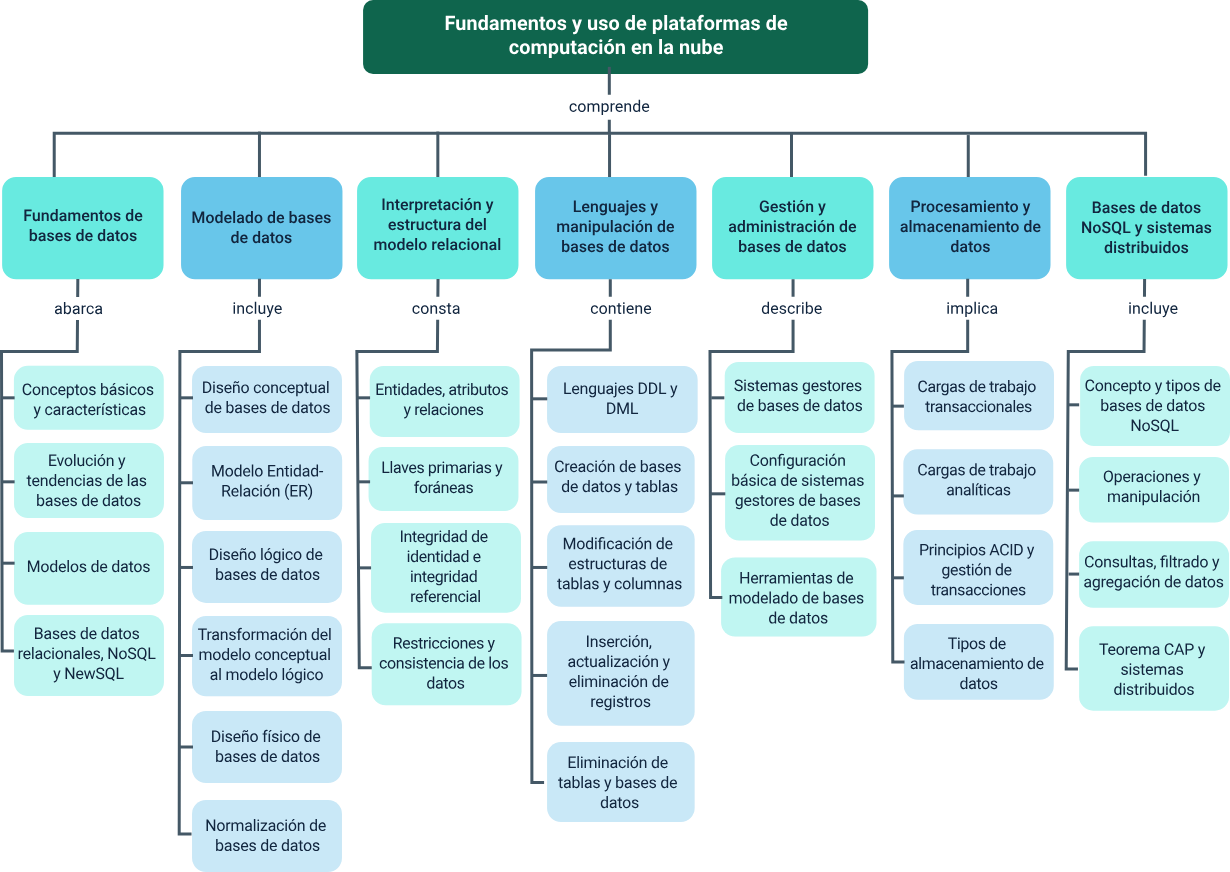 Fundamentos y uso de plataformas de
computación en la nube
comprende
Fundamentos de
bases de datos
abarca
Conceptos básicos
y características
Evolución y
tendencias de las
bases de datos
Modelos de datos
Bases de datos
relacionales, NoSQL
y NewSQL
Modelado de bases
de datos
incluye
Diseño conceptual
de bases de datos
Modelo Entidad-
Relación (ER)
Diseño lógico de
bases de datos
Transformación del
modelo conceptual
al modelo lógico
Diseño físico de
bases de datos
Normalización de
bases de datos
Interpretación y
estructura del
modelo relacional
consta
Entidades, atributos
y relaciones
Llaves primarias y
foráneas
Integridad de
identidad e
integridad
referencial
Restricciones y
consistencia de los
datos
Lenguajes y
manipulación de
bases de datos
contiene
Lenguajes DDL y
DML
Creación de bases
de datos y tablas
Modificación de
estructuras de
tablas y columnas
Inserción,
actualización y
eliminación de
registros
Eliminación de
tablas y bases de
datos
Gestión y
administración de
bases de datos
describe
Sistemas gestores
de bases de datos
Configuración
básica de sistemas
gestores de bases
de datos
Herramientas de
modelado de bases
de datos
Procesamiento y
almacenamiento de
datos
implica
Cargas de trabajo
transaccionales
Cargas de trabajo
analíticas
Principios ACID y
gestión de
transacciones
Tipos de
almacenamiento de
datos
Bases de datos
NoSQL y sistemas
distribuidos
incluye
Concepto y tipos de
bases de datos
NoSQL
Operaciones y
manipulación
Consultas, filtrado y
agregación de datos
Teorema CAP y
sistemas
distribuidos